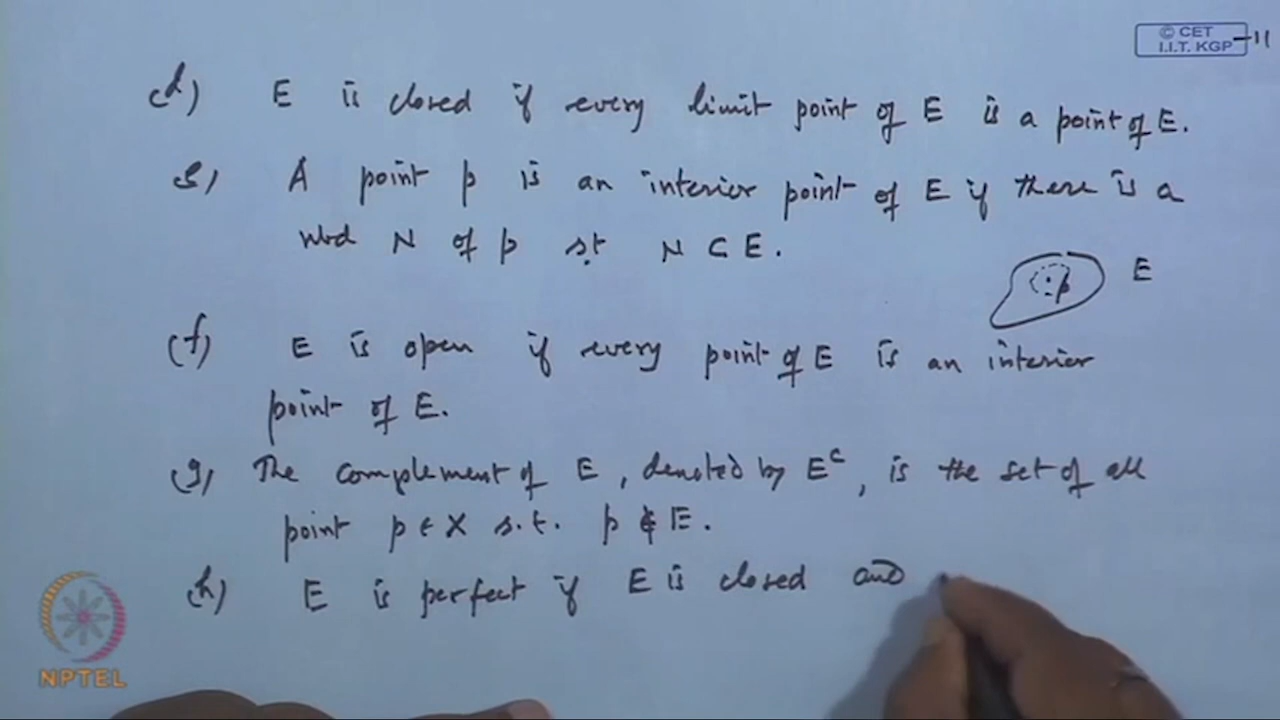 © CET
I.I.T. KGP
-11
(d) E is closed if every limit point of E is a point of E.
A point p is an interior point of E if there is a
nbd N of p st N ⊂ E.
p E
(f) E is open if every point of E is an interior
point of E.
(g) The complement of E, denoted by E^c, is the set of all
point p ∈ X s.t. p ∉ E.
(h) E is perfect if E is closed and
NPTEL